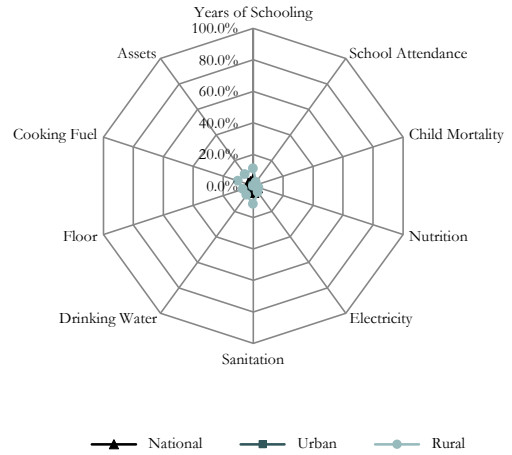 Years of Schooling
100.0%
Assets
School Attendance
80.0%
60.0%
40.0%
Cooking Fuel
Child Mortality
20.0%
0.0%
Floor
Nutrition
Drinking Water
Electricity
Sanitation
National Urban Rural